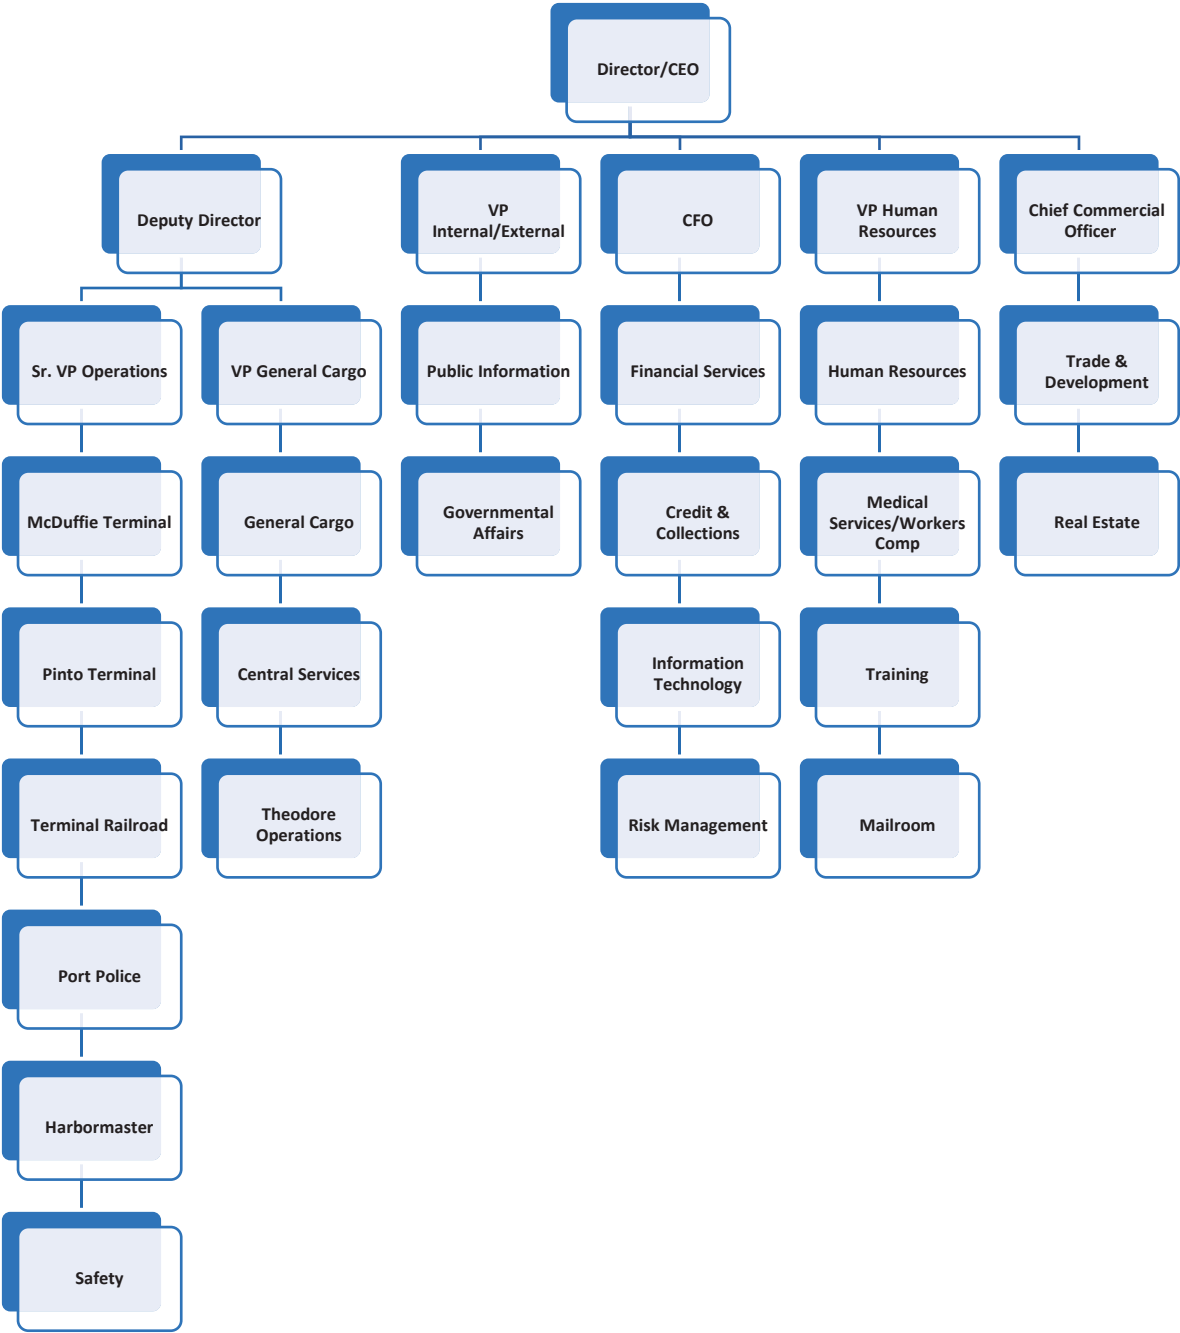 Director/CEO
Deputy Director
VP
Internal/External
CFO
VP Human
Resources
Chief Commercial
Officer
Sr. VP Operations
VP General Cargo
Public Information
Financial Services
Human Resources
Trade &
Development
McDuffie Terminal
General Cargo
Governmental
Affairs
Credit &
Collections
Medical
Services/Workers
Comp
Real Estate
Pinto Terminal
Central Services
Information
Technology
Training
Terminal Railroad
Theodore
Operations
Risk Management
Mailroom
Port Police
Harbormaster
Safety